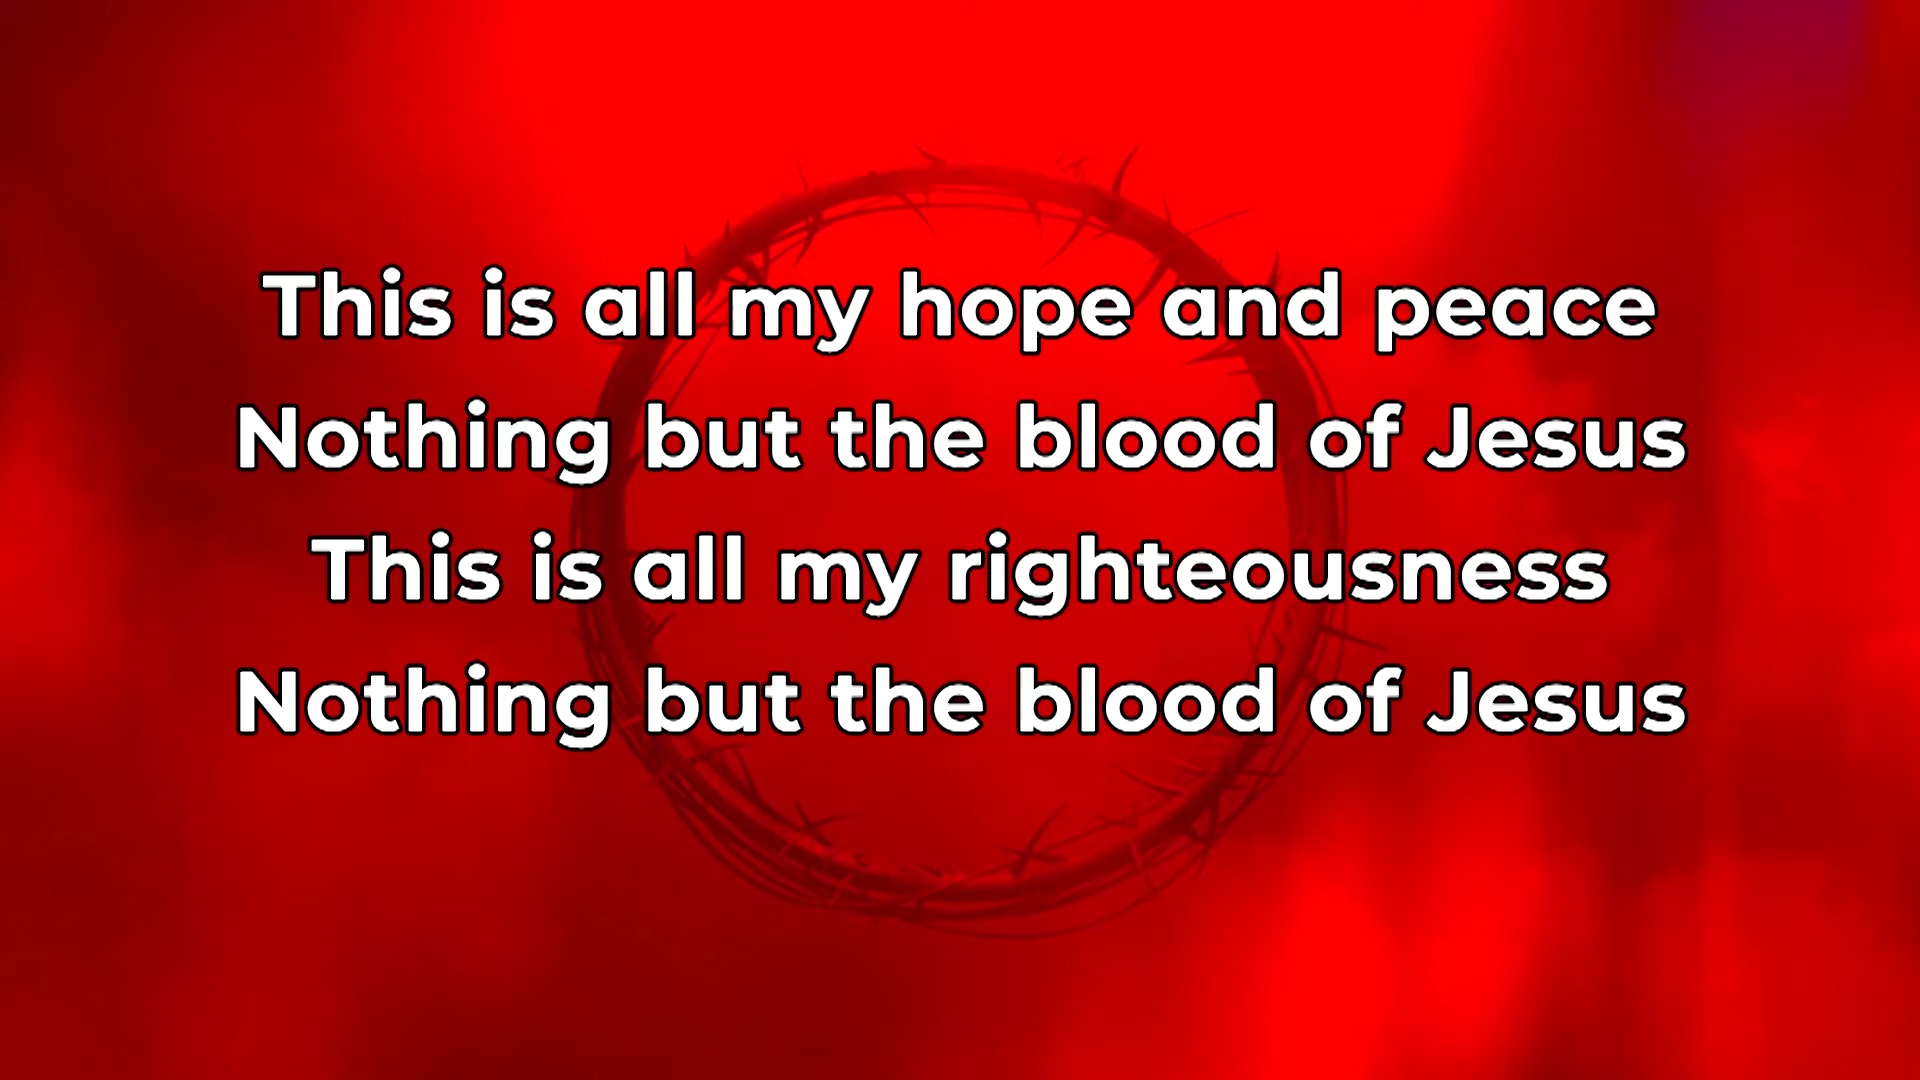 This is all my hope and peace
Nothing but the blood of Jesus
This is all my righteousness
Nothing but the blood of Jesus